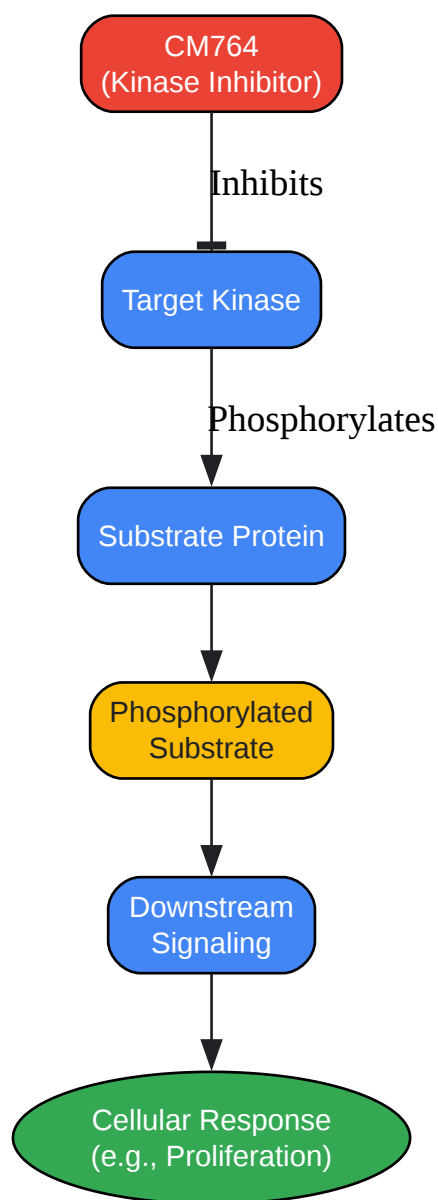 CM764
(Kinase Inhibitor)
Inhibits
Target Kinase
Phosphorylates
Substrate Protein
Phosphorylated
Substrate
Downstream
Signaling
Cellular Response
(e.g., Proliferation)